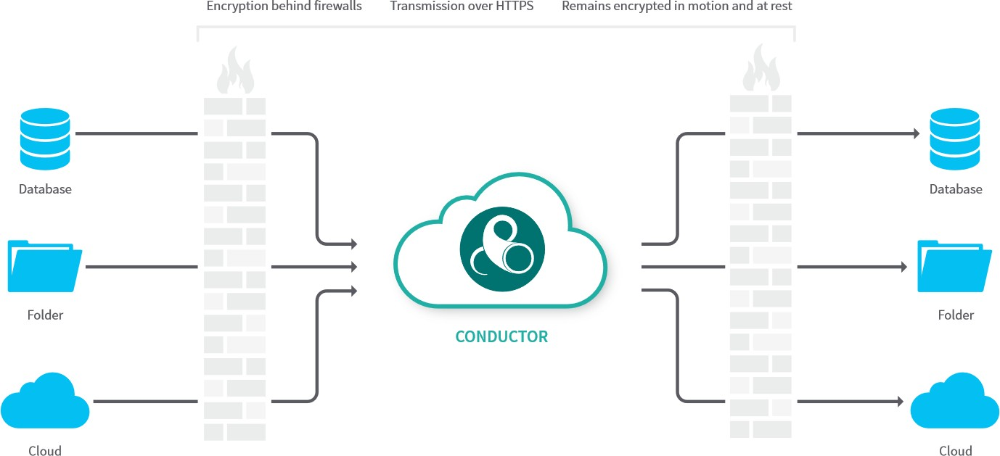 Encryption behind firewalls
Transmission over HTTPS
Remains encrypted in motion and at rest
Database
Database
Folder
Folder
CONDUCTOR
Cloud
Cloud